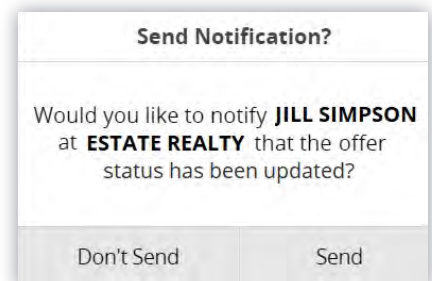 Send Notification?
Would you like to notify JILL SIMPSON
at ESTATE REALTY that the offer
status has been updated?
Don't Send
Send